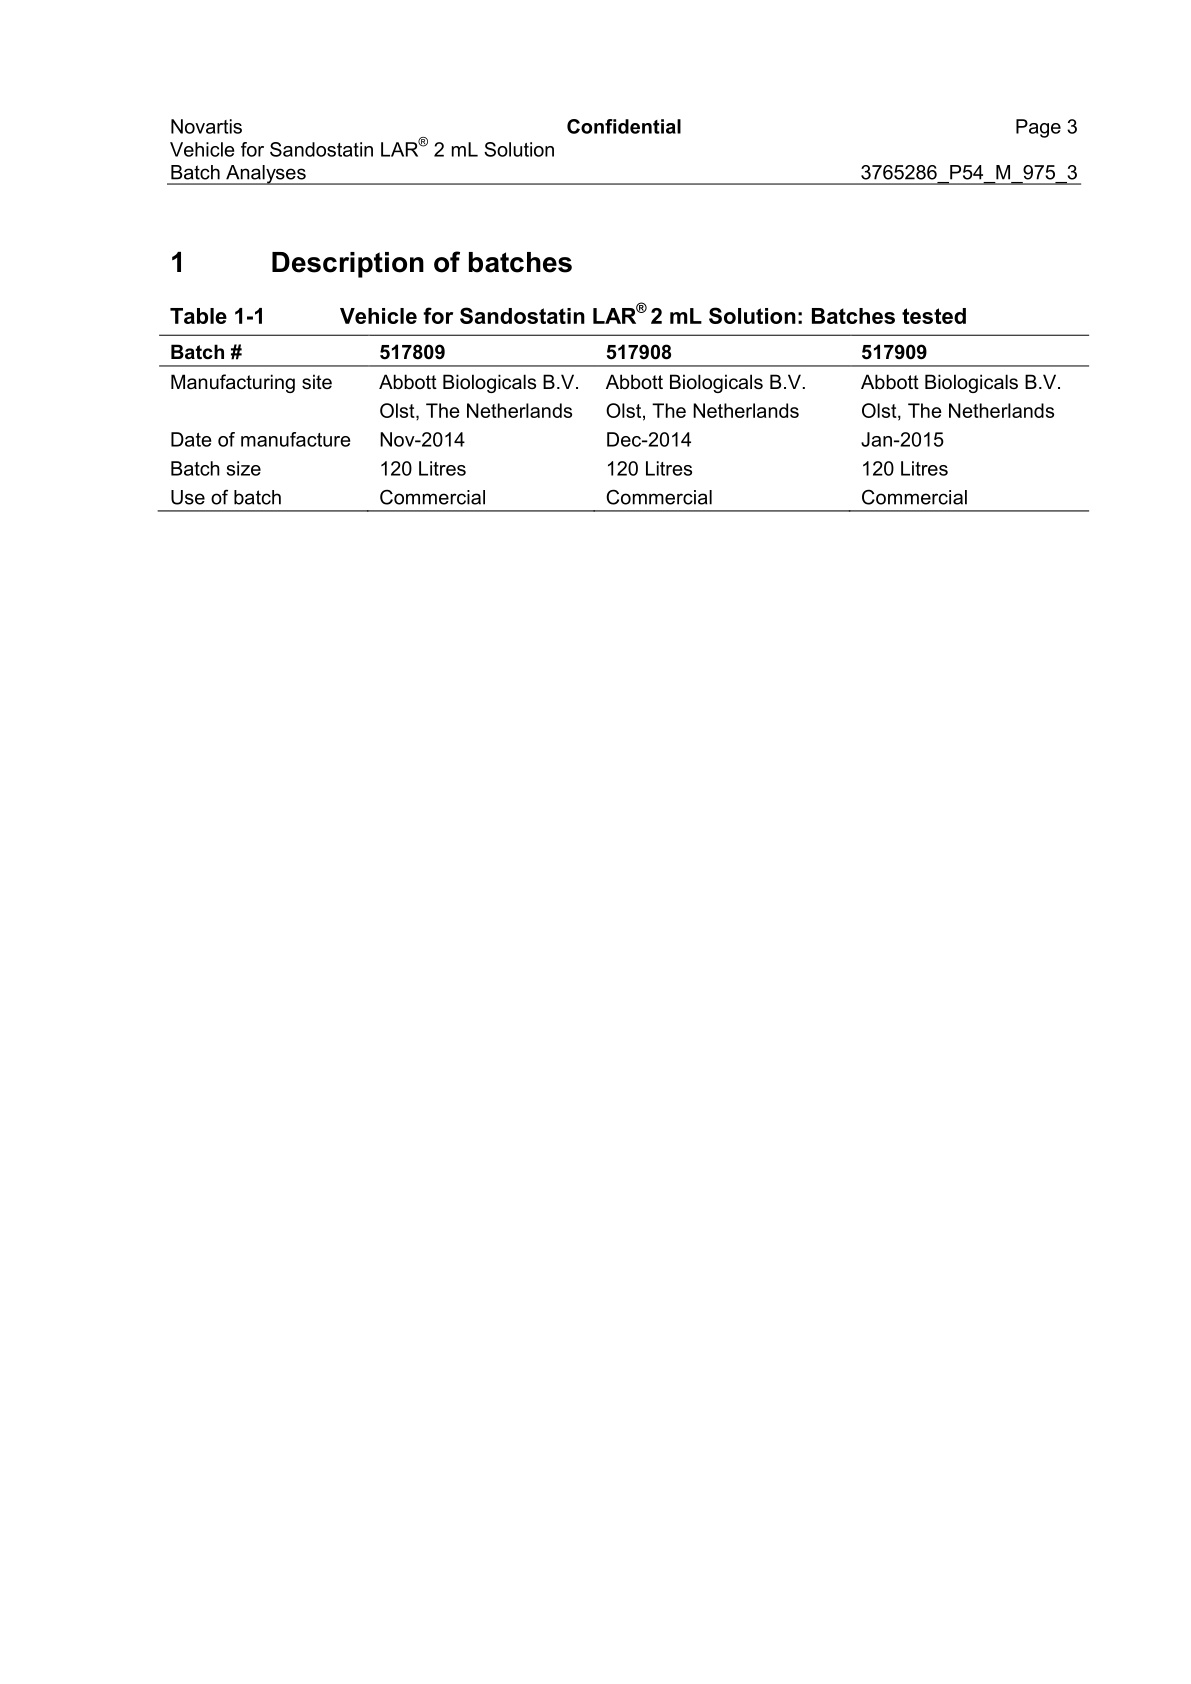 Novartis Confidential Page 3
Vehicle for Sandostatin LAR® 2 mL Solution
Batch Analyses 3765286_P54_M_975_3
1 Description of batches
Table 1-1 Vehicle for Sandostatin LAR® 2 mL Solution: Batches tested
Batch # 517809 517908 517909
Manufacturing site Abbott Biologicals B.V. Abbott Biologicals B.V. Abbott Biologicals B.V.
Olst, The Netherlands Olst, The Netherlands Olst, The Netherlands
Date of manufacture Nov-2014 Dec-2014 Jan-2015
Batch size 120 Litres 120 Litres 120 Litres
Use of batch Commercial Commercial Commercial